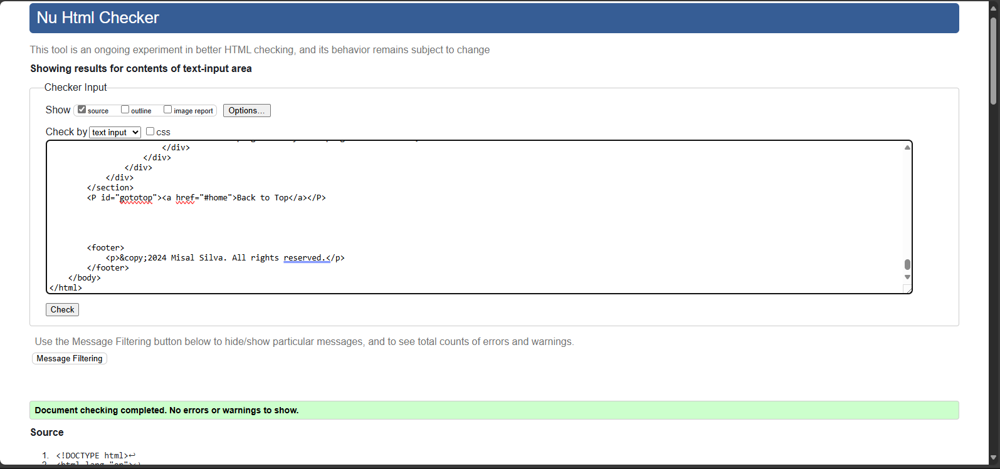 Nu Html Checker
This tool is an ongoing experiment in better HTML checking, and its behavior remains subject to change
Showing results for contents of text-input area
Checker Input
Show source outline image report Options...
Check by text input css
</div>
</div>
</div>
</div>
</section>
<P id="gototop"><a href="#home">Back to Top</a></P>
<footer>
<p>&copy;2024 Misal Silva. All rights reserved.</p>
</footer>
</body>
</html>
Check
Use the Message Filtering button below to hide/show particular messages, and to see total counts of errors and warnings.
Message Filtering
Document checking completed. No errors or warnings to show.
Source
1. <!DOCTYPE html>↩